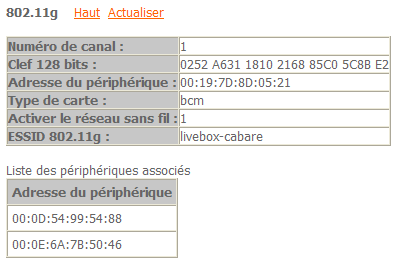 802.11g Haut Actualiser
Numéro de canal : 1
Clef 128 bits : 0252 A631 1810 2168 85C0 5C8B E2
Adresse du périphérique : 00:19:7D:8D:05:21
Type de carte : bcm
Activer le réseau sans fil : 1
ESSID 802.11g : livebox-cabare
Liste des périphériques associés
Adresse du périphérique
00:0D:54:99:54:88
00:0E:6A:7B:50:46